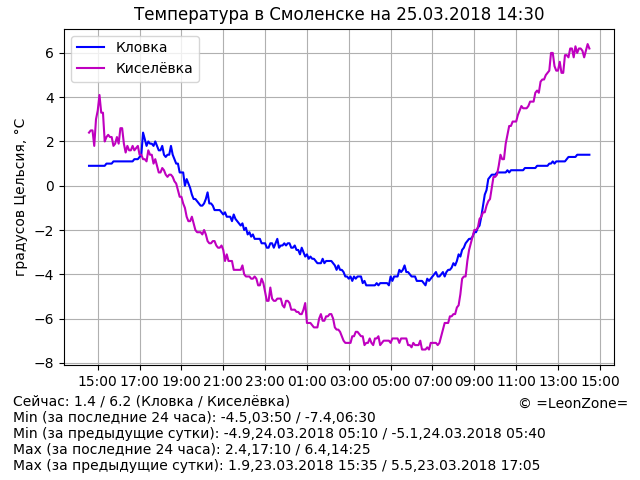 Температура в Смоленске на 25.03.2018 14:30
Кловка
Киселёвка
градусов Цельсия, °C
6
4
2
0
−2
−4
−6
−8
15:00 17:00 19:00 21:00 23:00 01:00 03:00 05:00 07:00 09:00 11:00 13:00 15:00
Сейчас: 1.4 / 6.2 (Кловка / Киселёвка)
© =LeonZone=
Min (за последние 24 часа): -4.5,03:50 / -7.4,06:30
Min (за предыдущие сутки): -4.9,24.03.2018 05:10 / -5.1,24.03.2018 05:40
Max (за последние 24 часа): 2.4,17:10 / 6.4,14:25
Max (за предыдущие сутки): 1.9,23.03.2018 15:35 / 5.5,23.03.2018 17:05